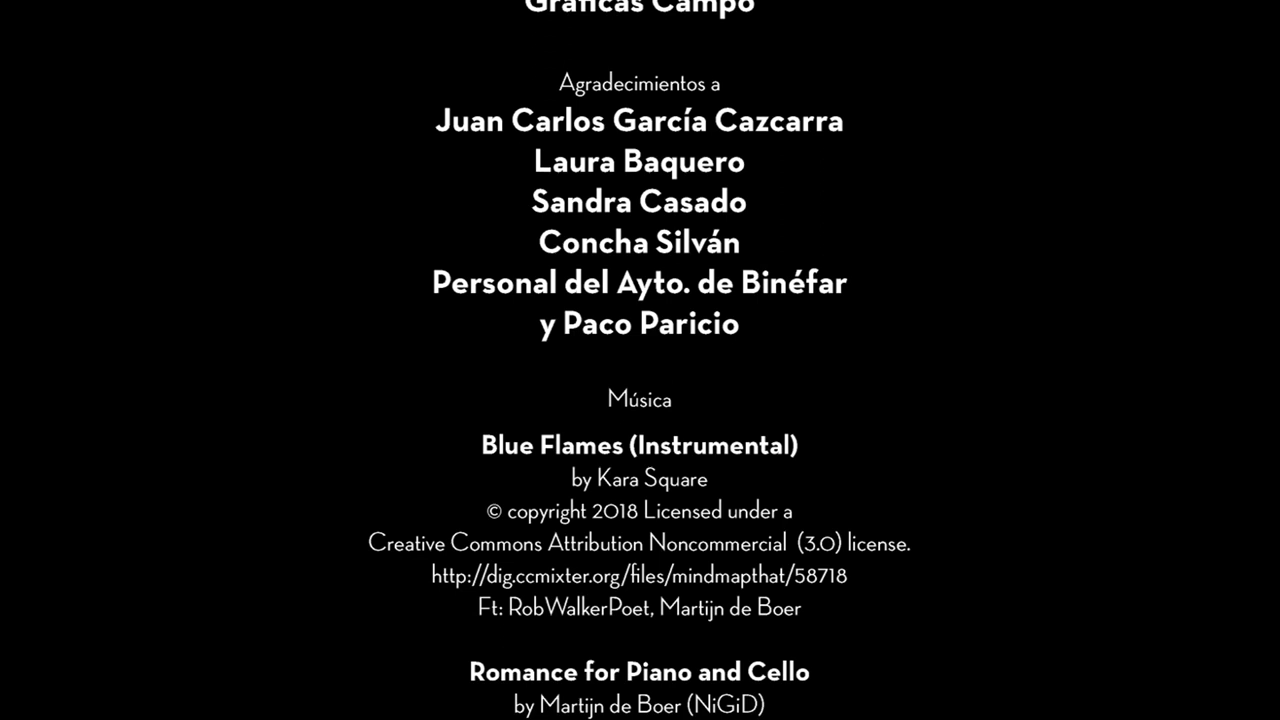 Gráficas Campo
Agradecimientos a
Juan Carlos García Cazcarra
Laura Baquero
Sandra Casado
Concha Silván
Personal del Ayto. de Binéfar
y Paco Paricio
Música
Blue Flames (Instrumental)
by Kara Square
© copyright 2018 Licensed under a
Creative Commons Attribution Noncommercial (3.0) license.
http://dig.ccmixter.org/files/mindmapthat/58718
Ft: RobWalkerPoet, Martijn de Boer
Romance for Piano and Cello
by Martijn de Boer (NiGiD)